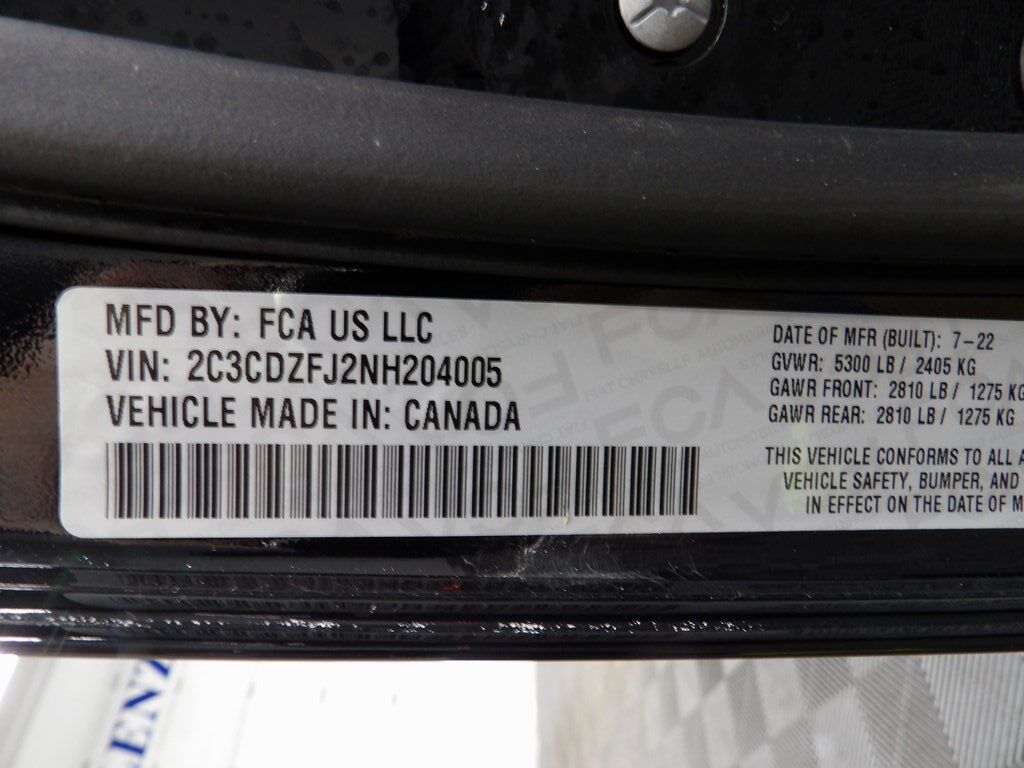 MFD BY: FCA US LLC
VIN: 2C3CDZFJ2NH204005
VEHICLE MADE IN: CANADA
DATE OF MFR (BUILT): 7-22
GVWR: 5300 LB / 2405 KG
GAWR FRONT: 2810 LB / 1275 KG
GAWR REAR: 2810 LB / 1275 KG
THIS VEHICLE CONFORMS TO ALL A
VEHICLE SAFETY, BUMPER, AND
IN EFFECT ON THE DATE OF M
LENZ